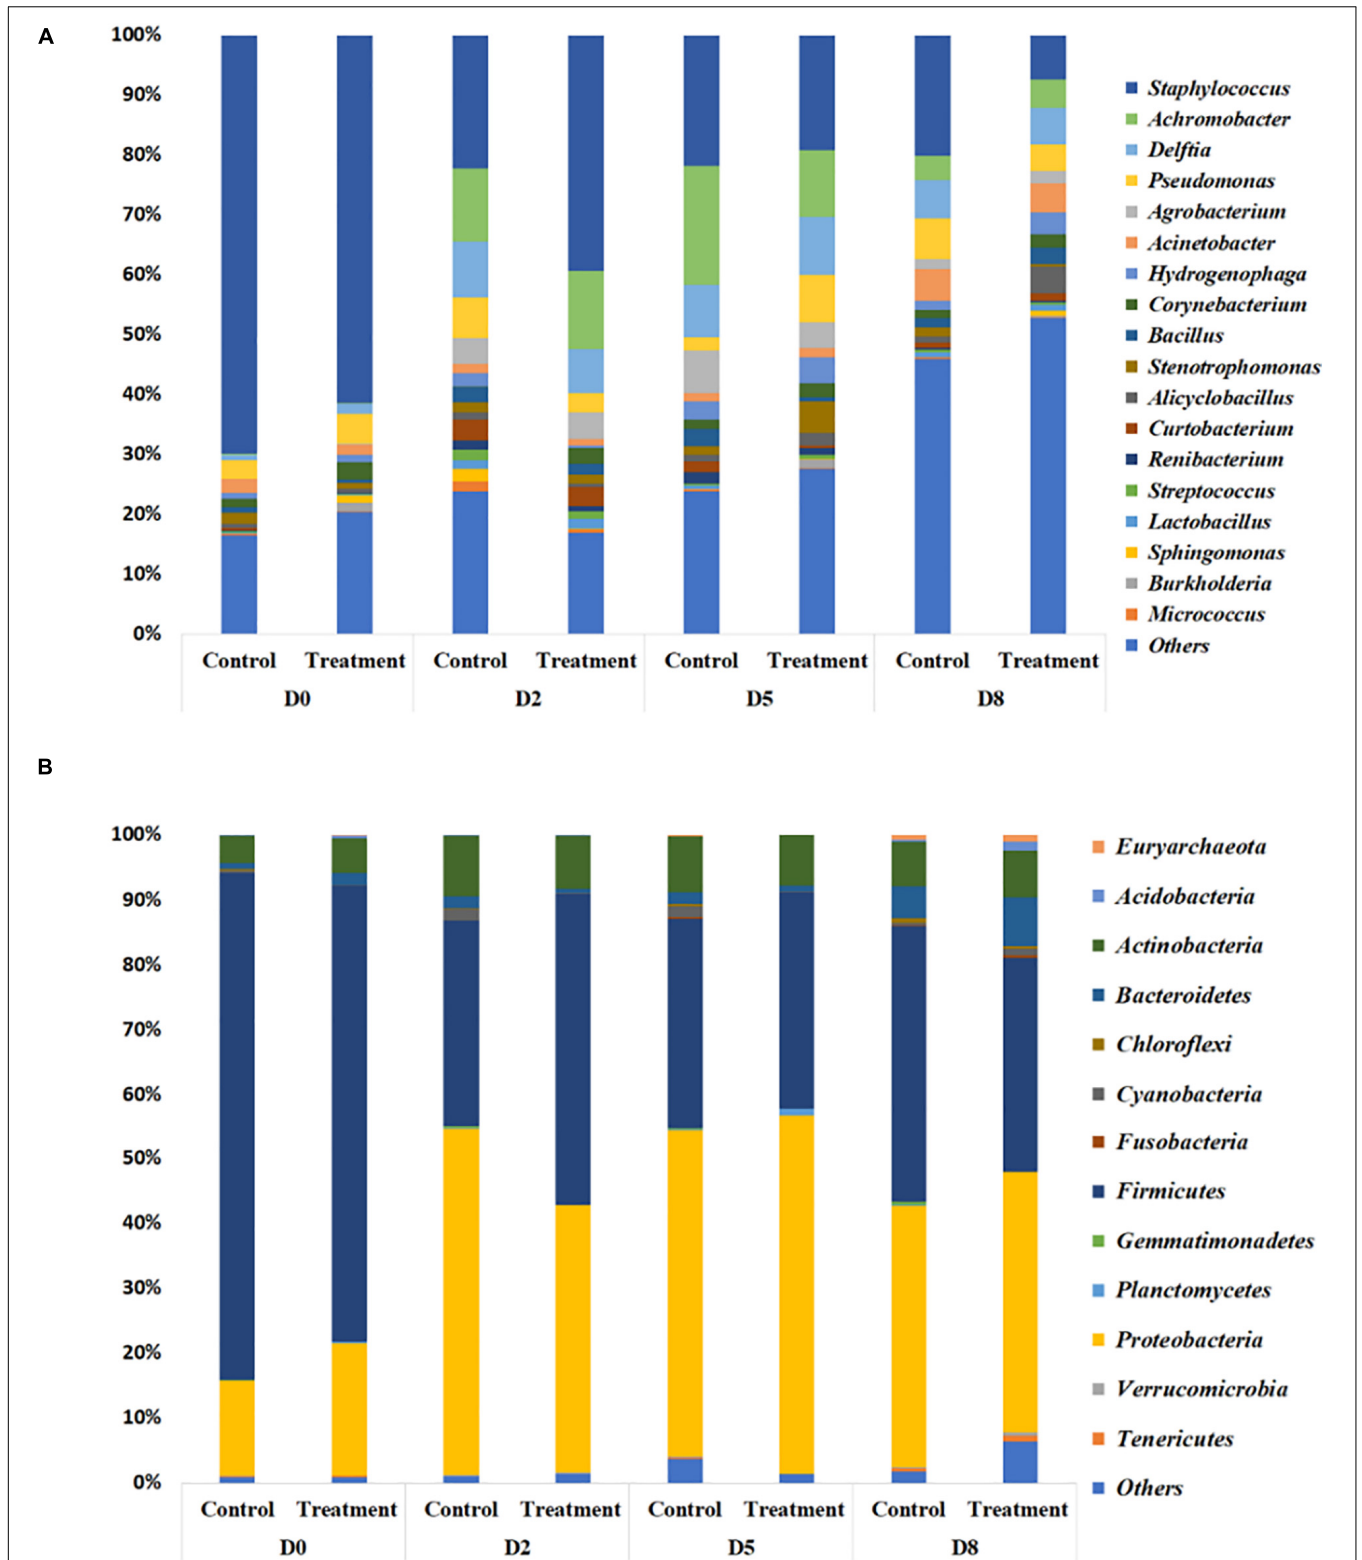 A
100%
90%
80%
70%
60%
50%
40%
30%
20%
10%
0%
Control Treatment Control Treatment Control Treatment Control Treatment
D0 D2 D5 D8
Staphylococcus
Achromobacter
Delftia
Pseudomonas
Agrobacterium
Acinetobacter
Hydrogenophaga
Corynebacterium
Bacillus
Stenotrophomonas
Alicyclobacillus
Curtobacterium
Renibacterium
Streptococcus
Lactobacillus
Sphingomonas
Burkholderia
Micrococcus
Others
B
100%
90%
80%
70%
60%
50%
40%
30%
20%
10%
0%
Control Treatment Control Treatment Control Treatment Control Treatment
D0 D2 D5 D8
Euryarchaeota
Acidobacteria
Actinobacteria
Bacteroidetes
Chloroflexi
Cyanobacteria
Fusobacteria
Firmicutes
Gemmatimonadetes
Planctomycetes
Proteobacteria
Verrucomicrobia
Tenericutes
Others